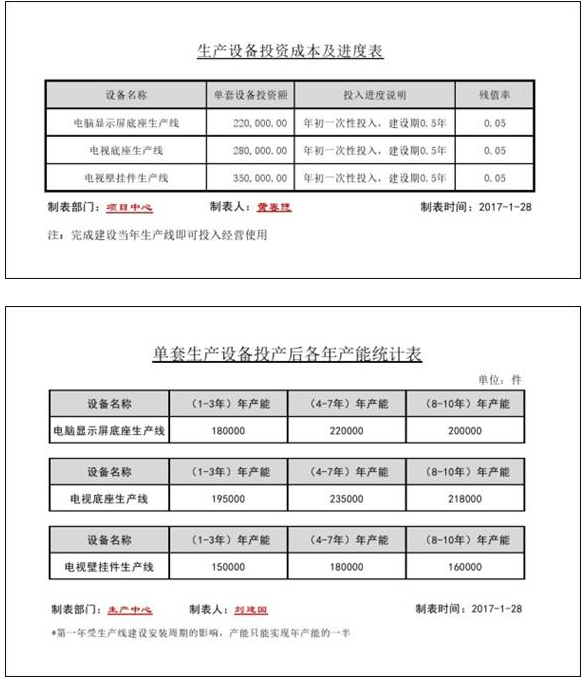 生产设备投资成本及进度表
设备名称 单套设备投资额 投入进度说明 残值率
电脑显示屏底座生产线 220,000.00 年初一次性投入，建设期0.5年 0.05
电视底座生产线 280,000.00 年初一次性投入，建设期0.5年 0.05
电视壁挂件生产线 350,000.00 年初一次性投入，建设期0.5年 0.05
制表部门：项目中心 制表人： 制表时间：2017-1-28
注：完成建设当年生产线即可投入经营使用
单套生产设备投产后各年产能统计表
单位：件
设备名称 （1-3年）年产能 （4-7年）年产能 （8-10年）年产能
电脑显示屏底座生产线 180000 220000 200000
设备名称 （1-3年）年产能 （4-7年）年产能 （8-10年）年产能
电视底座生产线 195000 235000 218000
设备名称 （1-3年）年产能 （4-7年）年产能 （8-10年）年产能
电视壁挂件生产线 150000 180000 160000
制表部门：生产中心 制表人：刘建国 制表时间：2017-1-28
*第一年受生产线建设安装周期的影响，产能只能实现年产能的一半